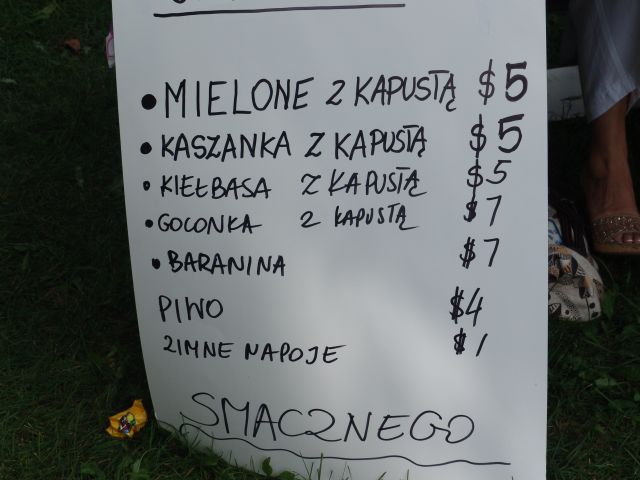 • MIELONE Z KAPUSTĄ $5
• KASZANKA Z KAPUSTĄ $5
• KIEŁBASA Z KAPUSTĄ $5
• GOLONKA Z KAPUSTĄ $7
• BARANINA $7
PIWO $4
ZIMNE NAPOJE $1
SMACZNEGO